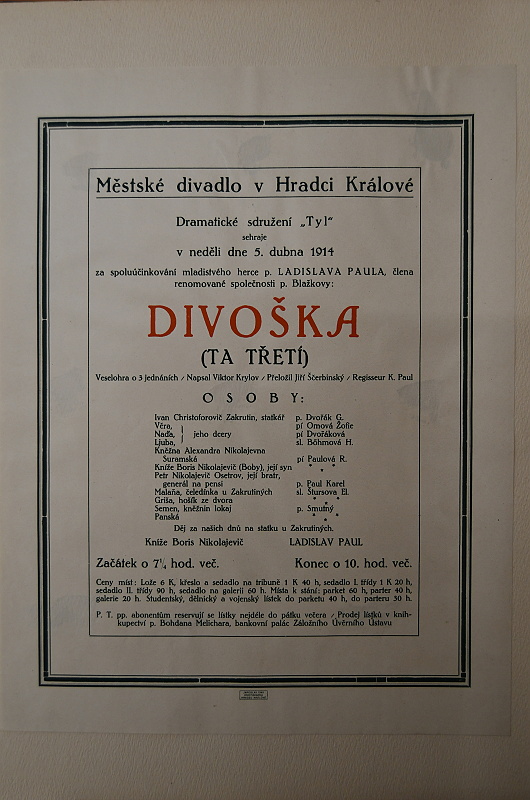 Městské divadlo v Hradci Králové
Dramatické sdružení „Tyl“
sehraje
v neděli dne 5. dubna 1914
za spoluúčinkování mladistvého herce p. LADISLAVA PAULA, člena
renomované společnosti p. Blažkovy:
DIVOŠKA
(TA TŘETÍ)
Veselohra o 3 jednáních / Napsal Viktor Krylov / Přeložil Jiří Ščerbinský / Regisseur K. Paul
OSOBY:
Ivan Christoforovič Zakrutin, statkář p. Dvořák G.
Věra, pí Omová Žofie
Naďa, jeho dcery pí Dvořáková
Ljuba, sl. Böhmová H.
Kněžna Alexandra Nikolajevna
Suramská pí Paulová R.
Kníže Boris Nikolajevič (Boby), její syn * * *
Petr Nikolajevič Osetrov, její bratr,
generál na pensi p. Paul Karel
Malaňa, čeledínka u Zakrutiných sl. Štursova El.
Griša, hošík ze dvora * * *
Semen, kněžnin lokaj p. Smutný
Panská * * *
Děj za našich dnů na statku u Zakrutiných.
Kníže Boris Nikolajevič LADISLAV PAUL
Začátek o 7¼ hod. več. Konec o 10. hod. več.
Ceny míst: Lože 6 K, křeslo a sedadlo na tribuně 1 K 40 h, sedadlo I. třídy 1 K 20 h,
sedadlo II. třídy 90 h, sedadlo na galerii 60 h. Místa k stání: parket 60 h, parter 40 h,
galerie 20 h. Studentský, dělnický a vojenský lístek do parketu 40 h, do parteru 30 h.
P. T. pp. abonentům reservují se lístky nejdéle do pátku večera / Prodej lístků v knih-
kupectví p. Bohdana Melichara, bankovní palác Záložního Úvěrního Ústavu